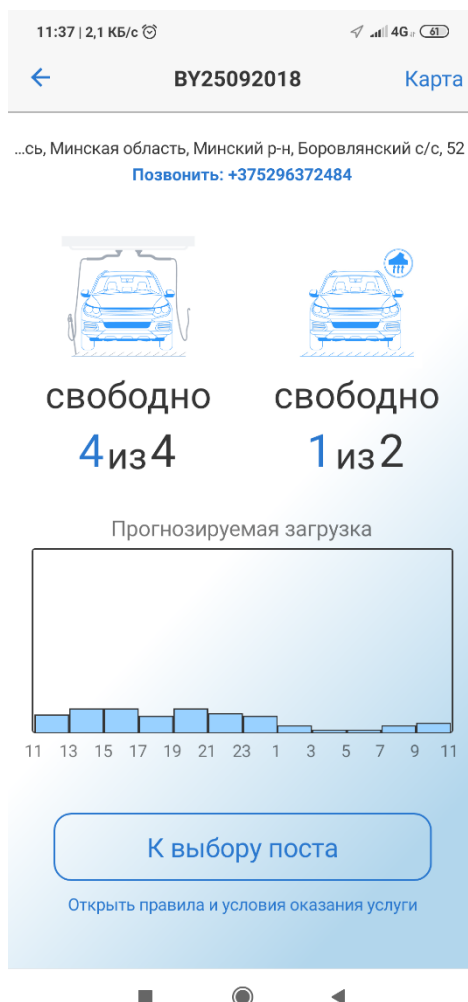 11:37 | 2,1 КБ/с
4G 61
BY25092018
Карта
...сь, Минская область, Минский р-н, Боровлянский с/с, 52
Позвонить: +375296372484
свободно свободно
4 из 4 1 из 2
Прогнозируемая загрузка
11 13 15 17 19 21 23 1 3 5 7 9 11
К выбору поста
Открыть правила и условия оказания услуги